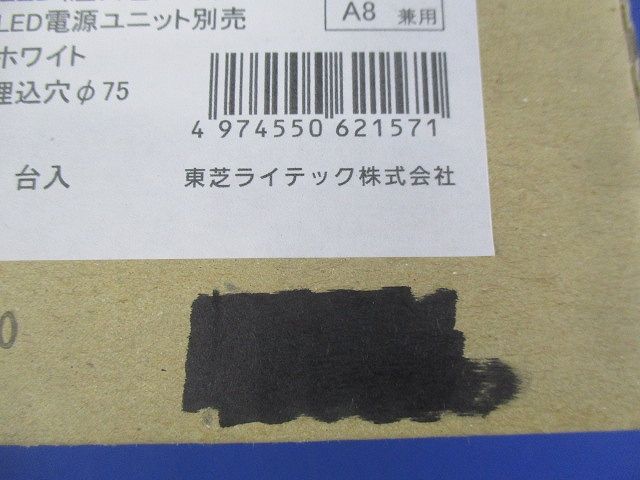 LED電源ユニット別売
A8 兼用
ホワイト
埋込穴φ75
4 974550 621571
台入
東芝ライテック株式会社
0